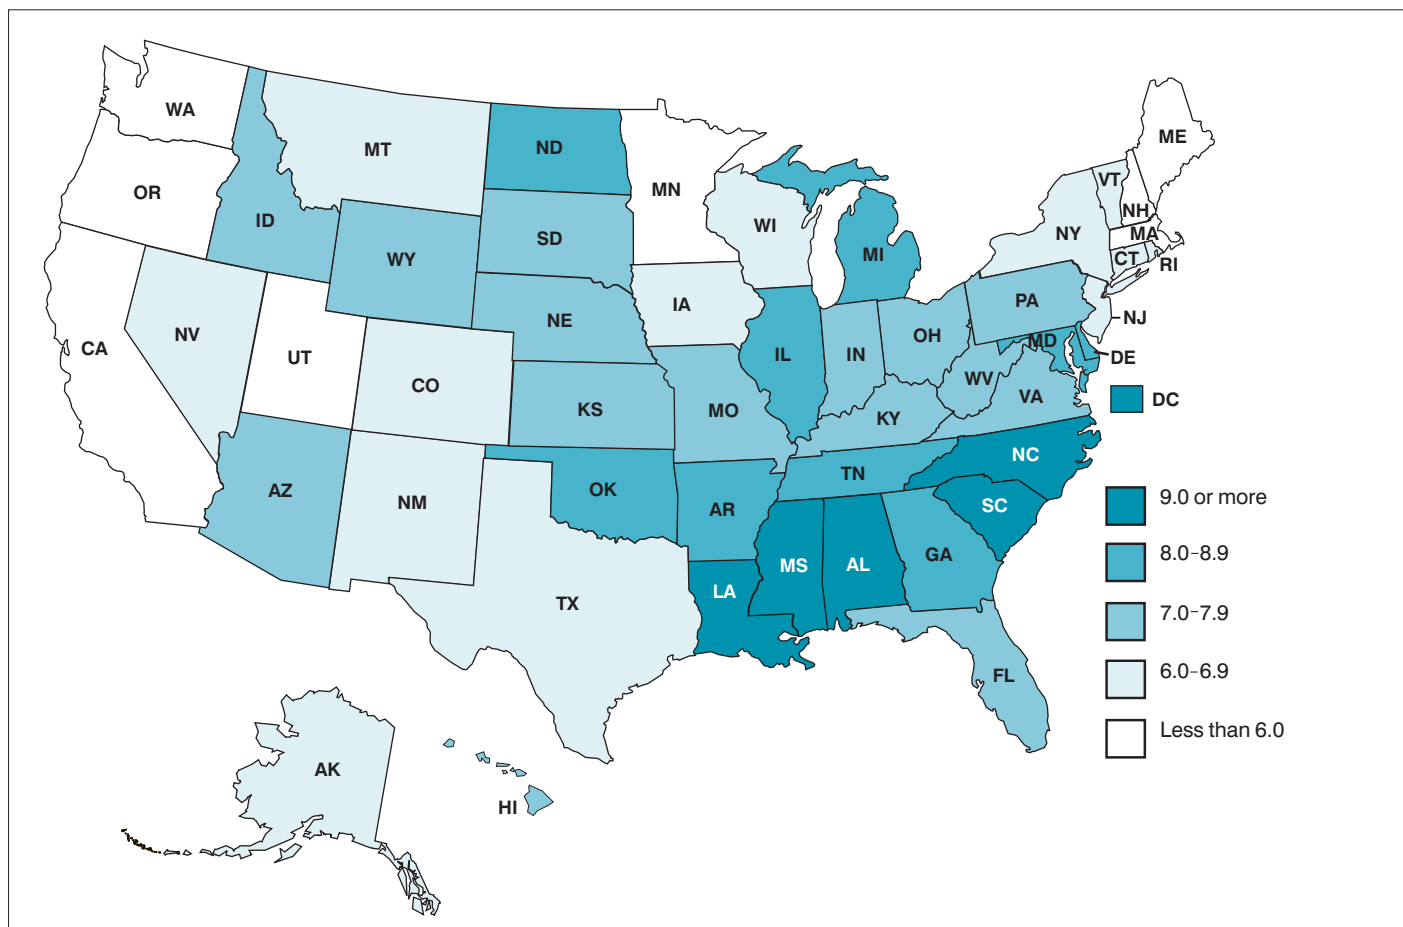 WA
ME
MT
ND
VT
OR
MN
NH
ID
WI
NY
MA
SD
MI
CT
RI
WY
IA
PA
NE
NJ
NV
OH
MD
CA
UT
IL
IN
DE
CO
WV
VA
DC
KS
MO
KY
NC
TN
AZ
OK
9.0 or more
NM
AR
SC
GA
8.0–8.9
MS
AL
LA
TX
7.0–7.9
FL
6.0–6.9
Less than 6.0
AK
HI